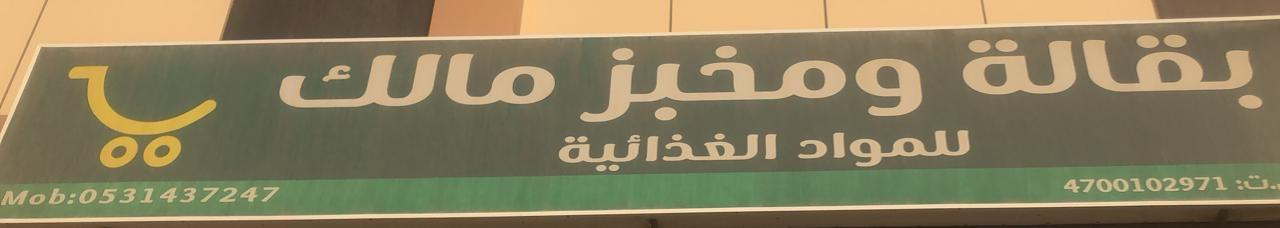 بقالة ومخبز مالك
للمواد الغذائية
ت: 4700102971.
Mob:0531437247